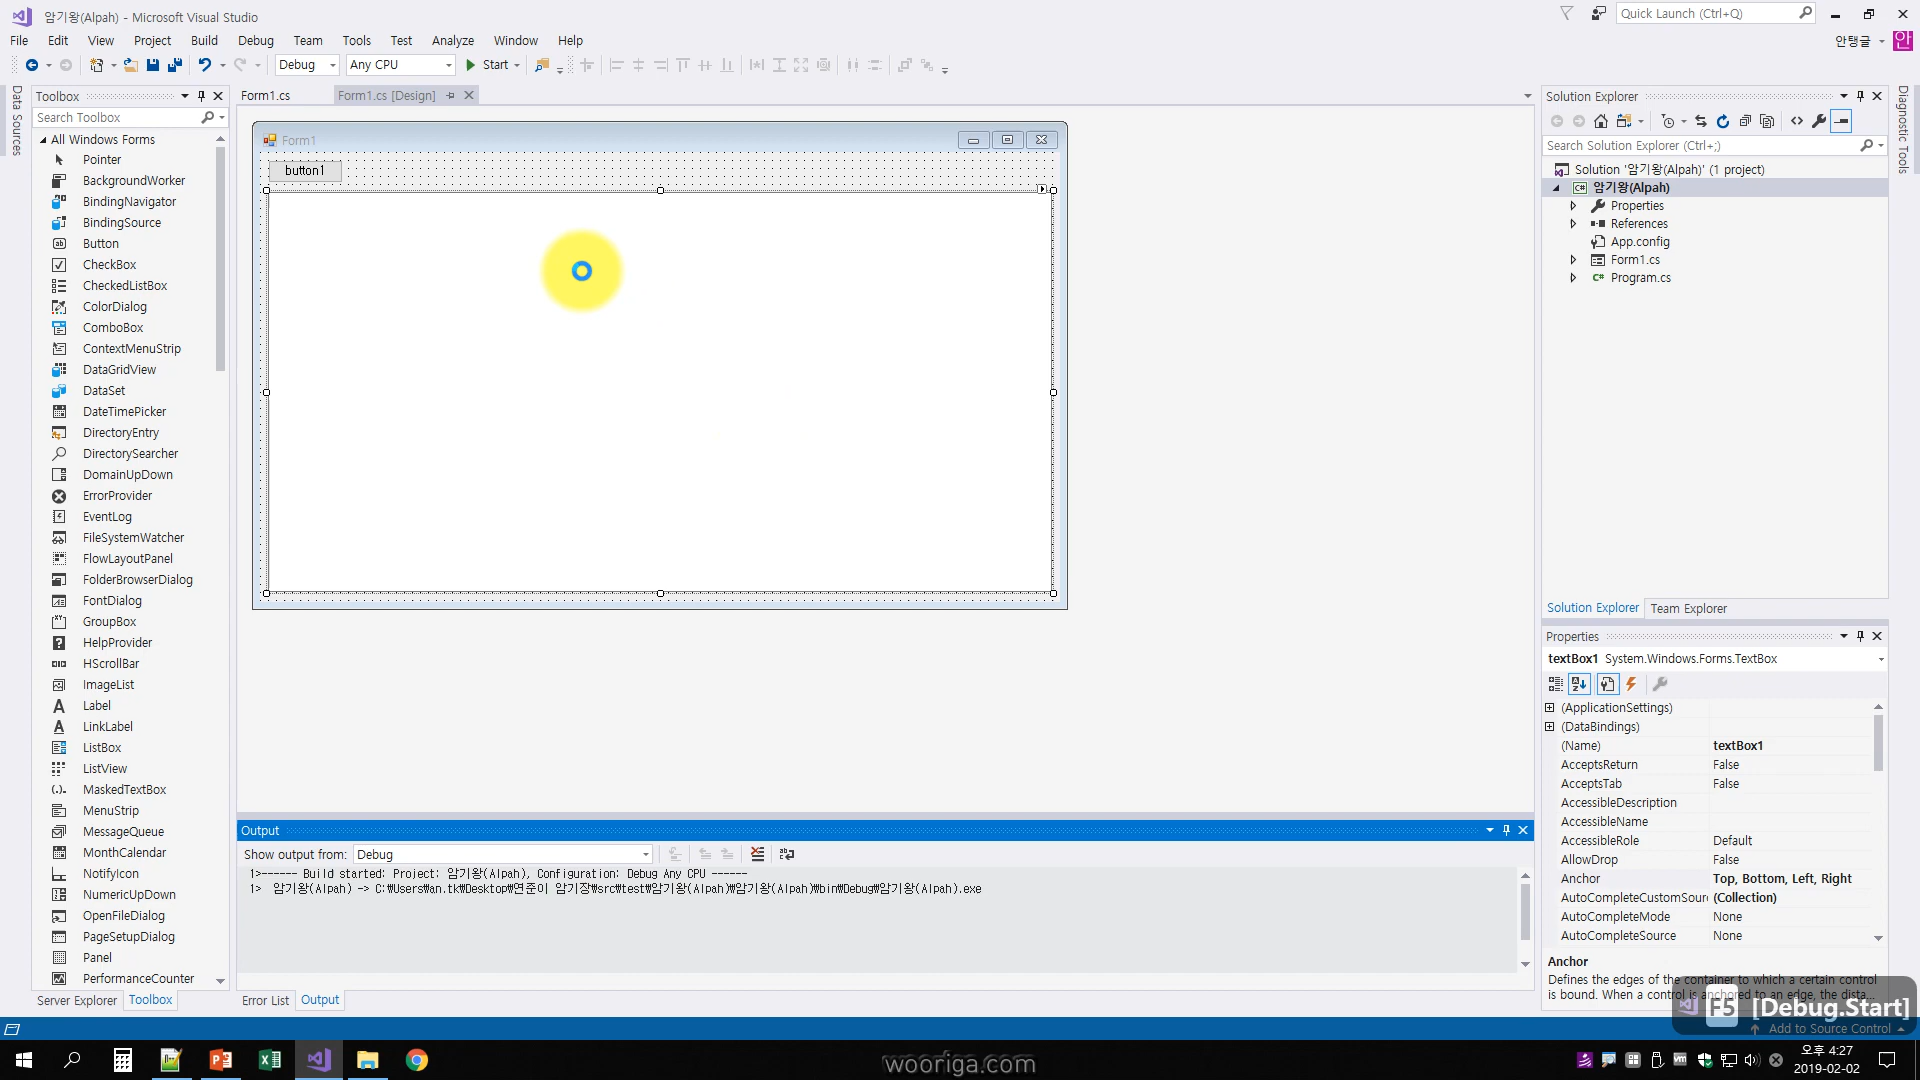 암기왕(Alpah) - Microsoft Visual Studio
Quick Launch (Ctrl+Q)
File Edit View Project Build Debug Team Tools Test Analyze Window Help
안탱글 안
Debug Any CPU Start
Data Sources
Toolbox
Search Toolbox
All Windows Forms
Pointer
BackgroundWorker
BindingNavigator
BindingSource
Button
CheckBox
CheckedListBox
ColorDialog
ComboBox
ContextMenuStrip
DataGridView
DataSet
DateTimePicker
DirectoryEntry
DirectorySearcher
DomainUpDown
ErrorProvider
EventLog
FileSystemWatcher
FlowLayoutPanel
FolderBrowserDialog
FontDialog
GroupBox
HelpProvider
HScrollBar
ImageList
Label
LinkLabel
ListBox
ListView
MaskedTextBox
MenuStrip
MessageQueue
MonthCalendar
NotifyIcon
NumericUpDown
OpenFileDialog
PageSetupDialog
Panel
PerformanceCounter
Server Explorer Toolbox
Form1.cs Form1.cs [Design]
Form1
button1
Output
Show output from: Debug
1>------ Build started: Project: 암기왕(Alpah), Configuration: Debug Any CPU ------
1>  암기왕(Alpah) -> C:₩Users₩an.tk₩Desktop₩연준이 암기장₩src₩test₩암기왕(Alpah)₩암기왕(Alpah)₩bin₩Debug₩암기왕(Alpah).exe
Error List Output
Solution Explorer
Search Solution Explorer (Ctrl+;)
Solution '암기왕(Alpah)' (1 project)
암기왕(Alpah)
Properties
References
App.config
Form1.cs
Program.cs
Solution Explorer Team Explorer
Diagnostic Tools
Properties
textBox1 System.Windows.Forms.TextBox
(ApplicationSettings)
(DataBindings)
(Name) textBox1
AcceptsReturn False
AcceptsTab False
AccessibleDescription
AccessibleName
AccessibleRole Default
AllowDrop False
Anchor Top, Bottom, Left, Right
AutoCompleteCustomSourc (Collection)
AutoCompleteMode None
AutoCompleteSource None
Anchor
Defines the edges of the container to which a certain control
is bound. When a control is anchored to an edge, the dista...
F5 [Debug.Start]
Add to Source Control
wooriga.com
오후 4:27
2019-02-02